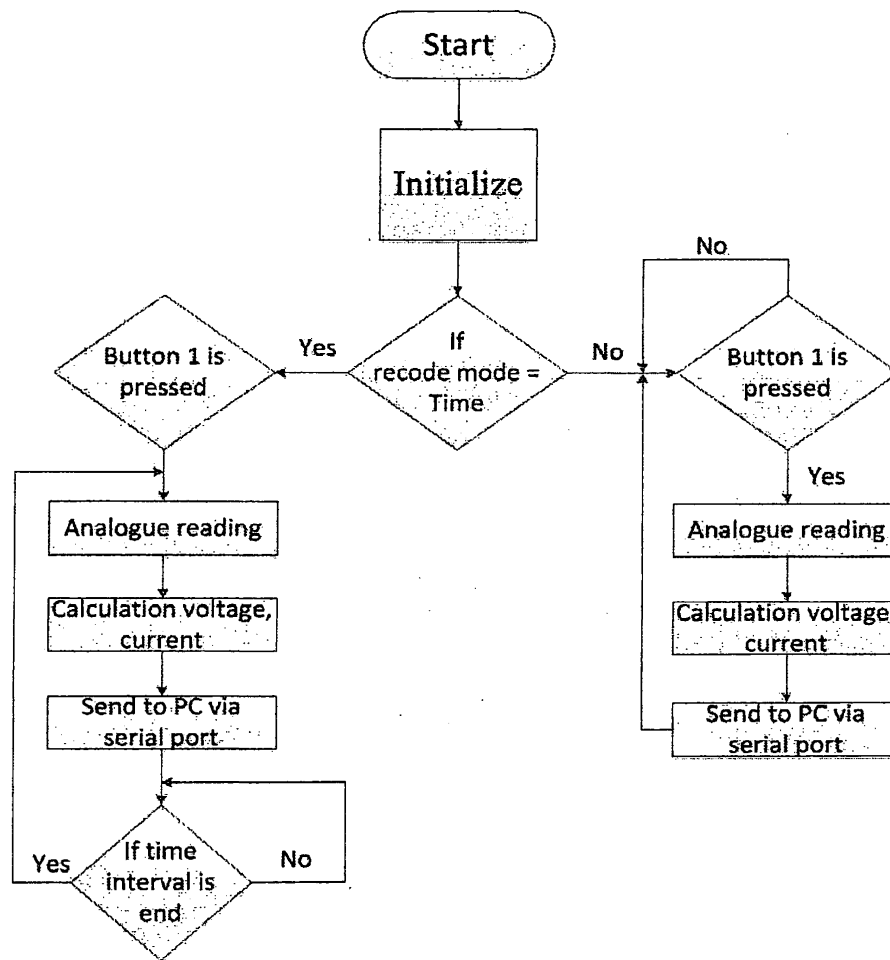 Start
Initialize
No
If
recode mode =
Time
Yes
No
Button 1 is
pressed
Button 1 is
pressed
Yes
Analogue reading
Analogue reading
Calculation voltage,
current
Calculation voltage,
current
Send to PC via
serial port
Send to PC via
serial port
If time
interval is
end
Yes
No